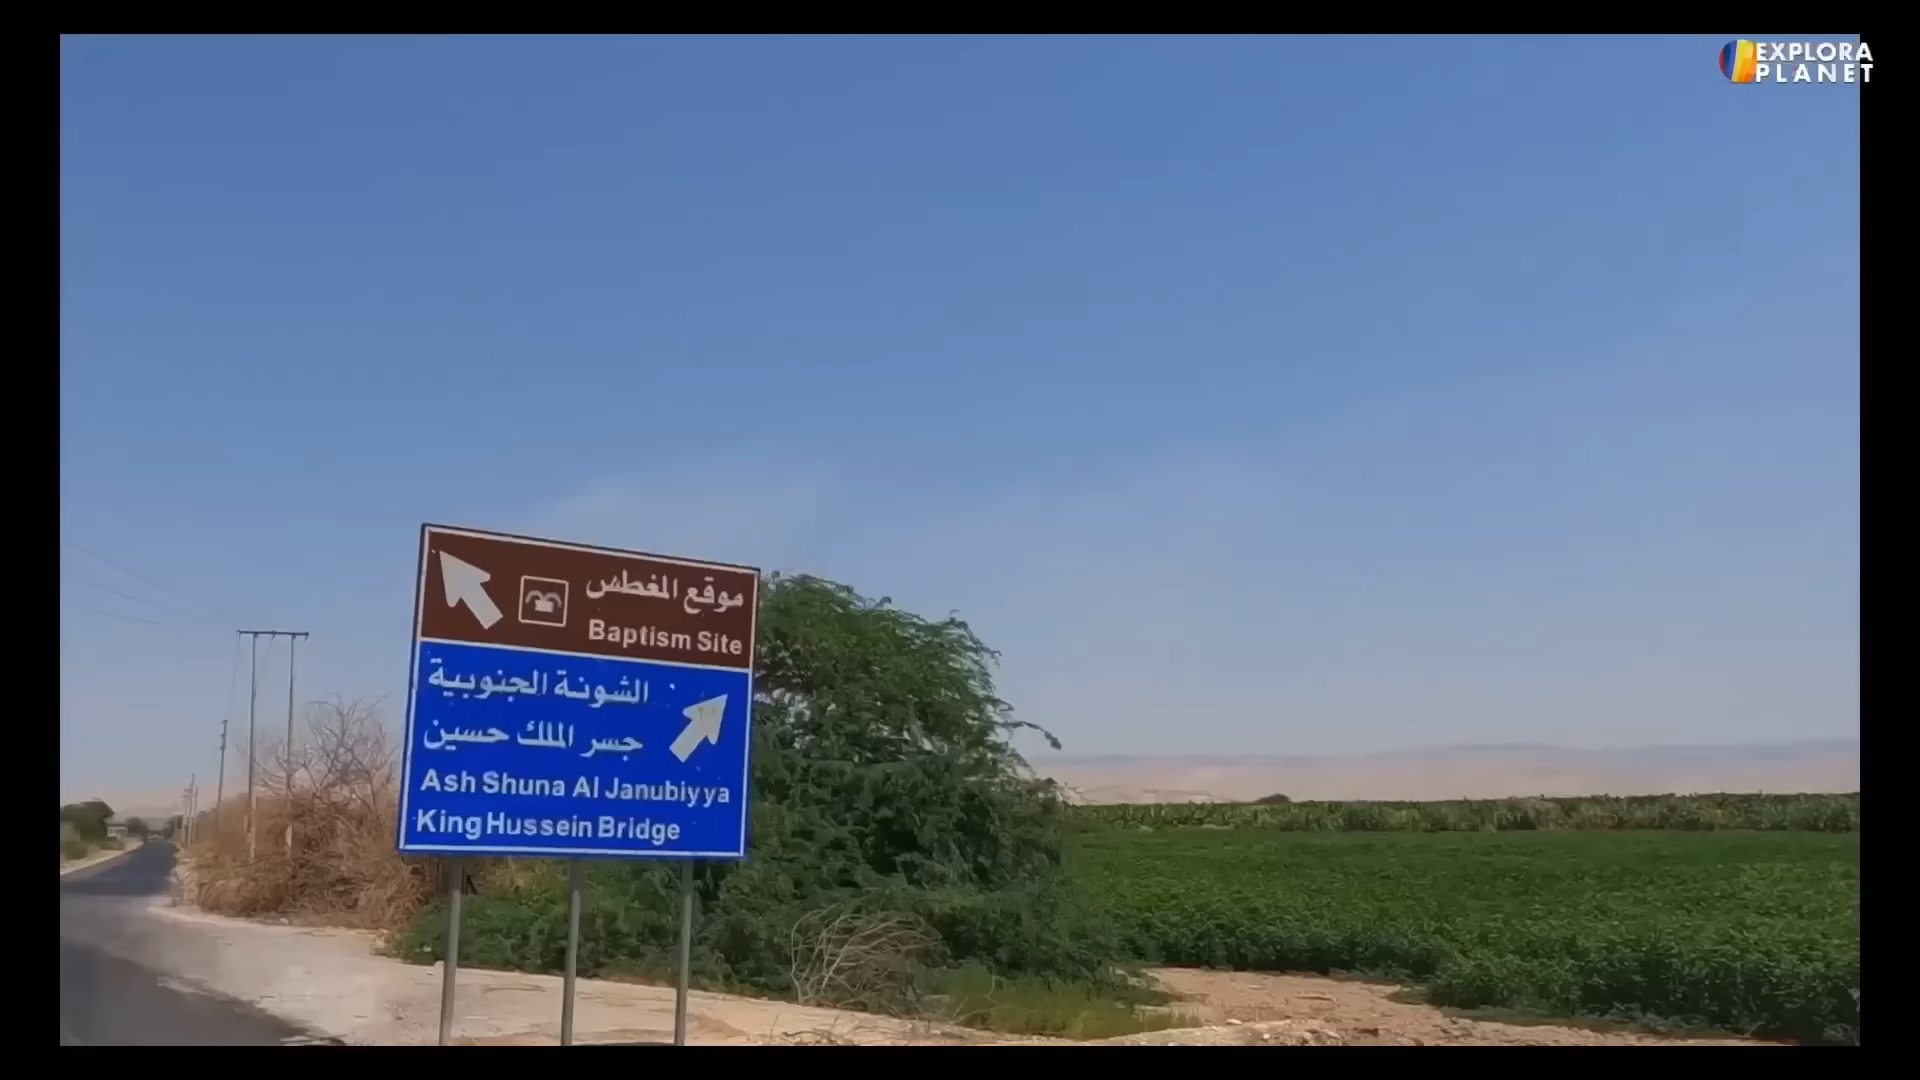 EXPLORA
PLANET
موقع المغطس
Baptism Site
الشونة الجنوبية
جسر الملك حسين
Ash Shuna Al Janubiyya
King Hussein Bridge